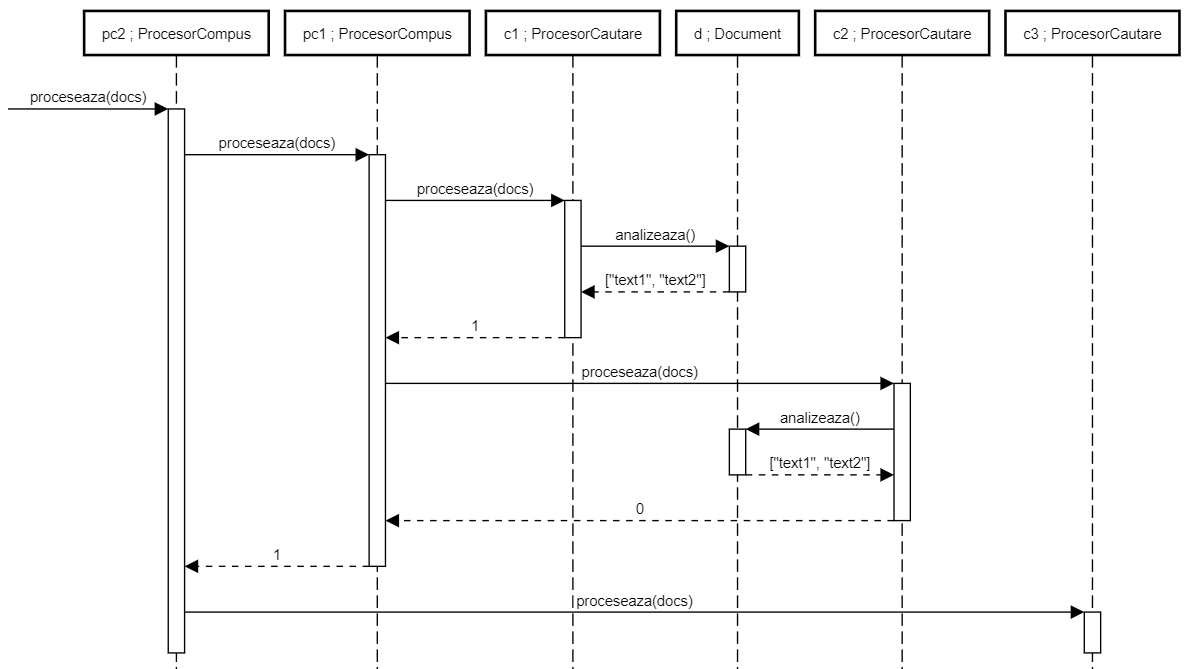 pc2 ; ProcesorCompus
pc1 ; ProcesorCompus
c1 ; ProcesorCautare
d ; Document
c2 ; ProcesorCautare
c3 ; ProcesorCautare
proceseaza(docs)
proceseaza(docs)
proceseaza(docs)
analizeaza()
["text1", "text2"]
1
proceseaza(docs)
analizeaza()
["text1", "text2"]
0
1
proceseaza(docs)